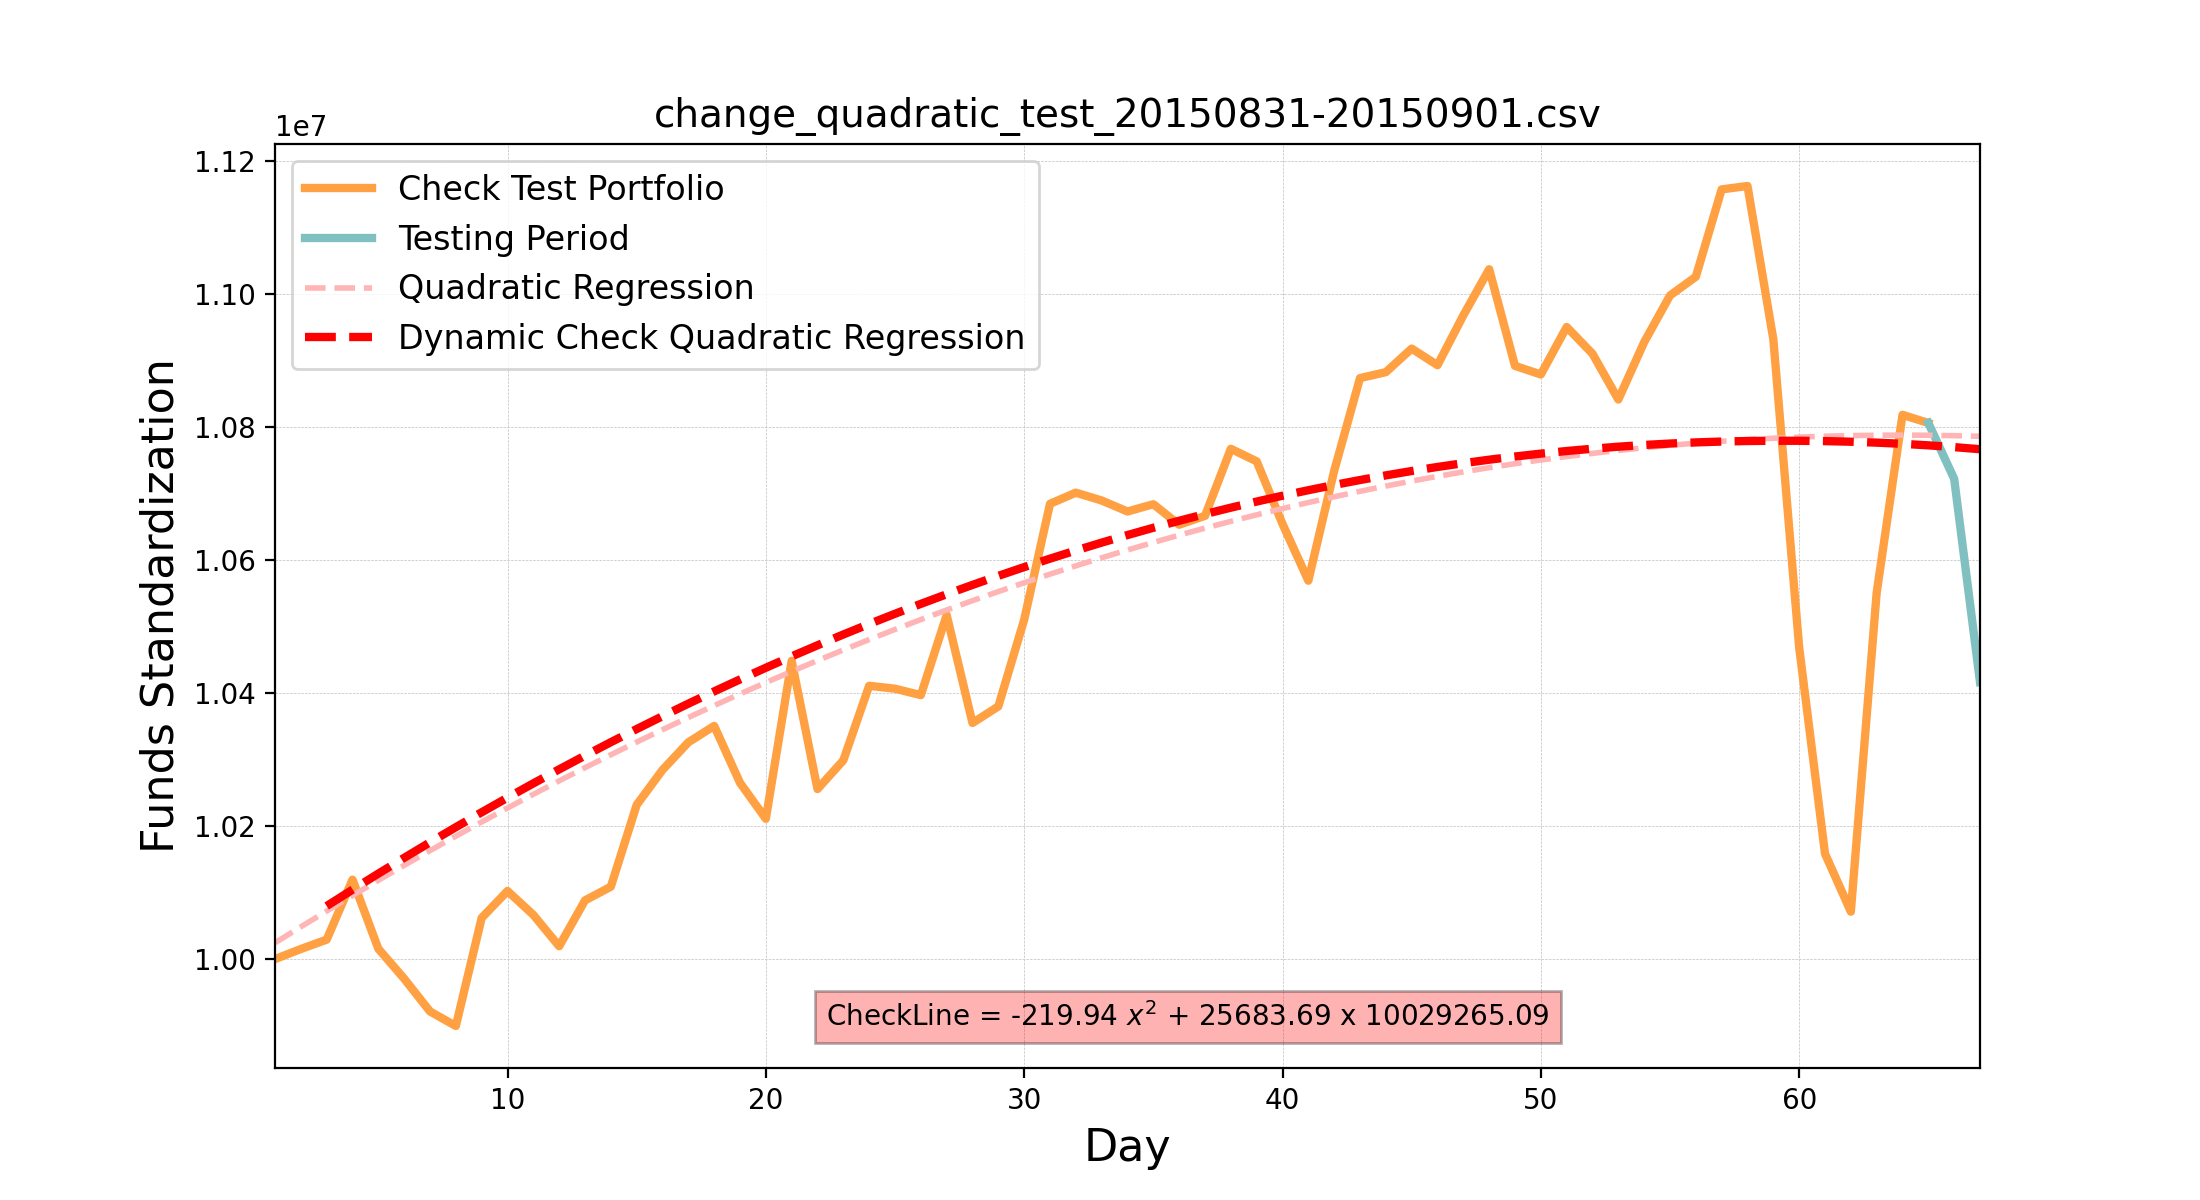 change_quadratic_test_20150831-20150901.csv
1e7
1.12
1.10
1.08
1.06
1.04
1.02
1.00
Funds Standardization
Check Test Portfolio
Testing Period
Quadratic Regression
Dynamic Check Quadratic Regression
CheckLine = -219.94 x² + 25683.69 x 10029265.09
10 20 30 40 50 60
Day